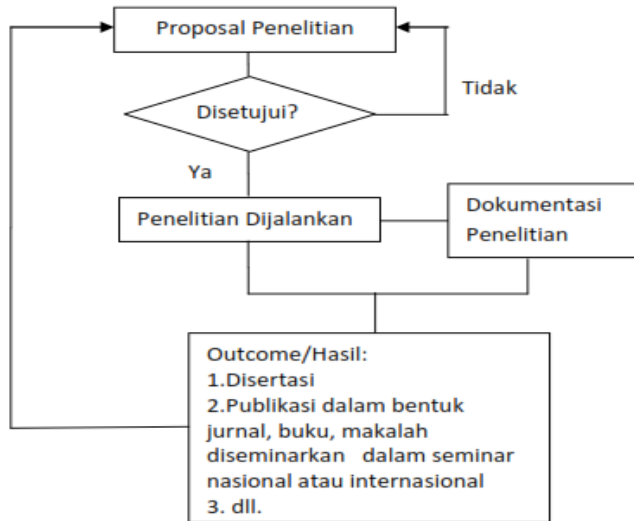 Proposal Penelitian
Tidak
Disetujui?
Ya
Penelitian Dijalankan
Dokumentasi
Penelitian
Outcome/Hasil:
1.Disertasi
2.Publikasi dalam bentuk
jurnal, buku, makalah
diseminarkan dalam seminar
nasional atau internasional
3. dll.